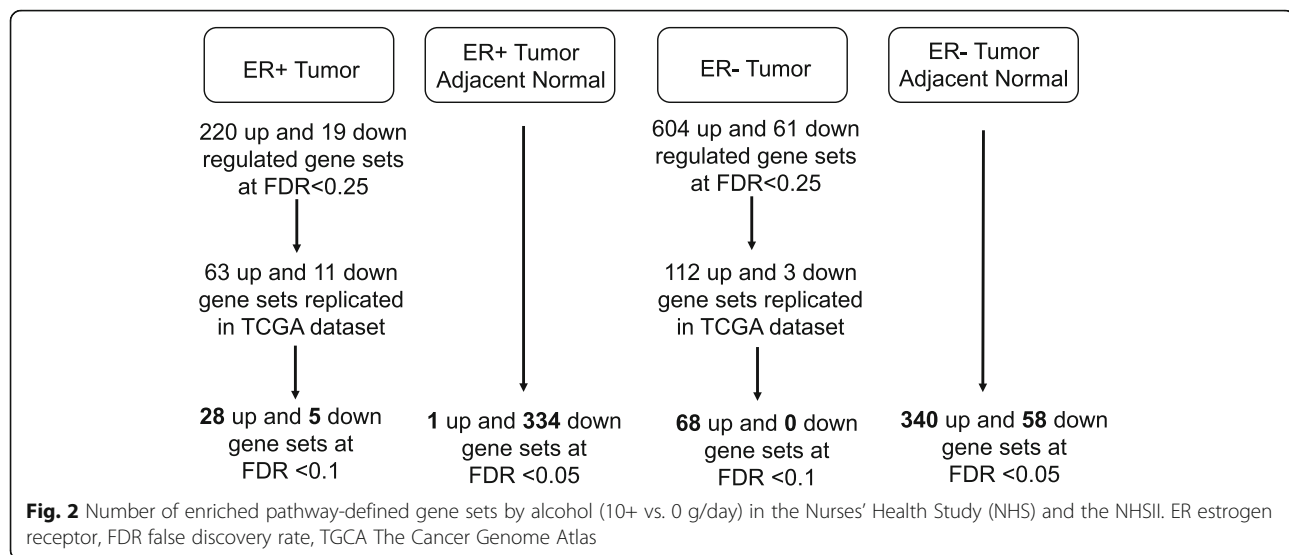 ER+ Tumor
ER+ Tumor
Adjacent Normal
ER- Tumor
ER- Tumor
Adjacent Normal
220 up and 19 down
regulated gene sets
at FDR<0.25
604 up and 61 down
regulated gene sets
at FDR<0.25
63 up and 11 down
gene sets replicated
in TCGA dataset
112 up and 3 down
gene sets replicated
in TCGA dataset
28 up and 5 down
gene sets at
FDR <0.1
1 up and 334 down
gene sets at
FDR <0.05
68 up and 0 down
gene sets at
FDR <0.1
340 up and 58 down
gene sets at
FDR <0.05
Fig. 2 Number of enriched pathway-defined gene sets by alcohol (10+ vs. 0 g/day) in the Nurses' Health Study (NHS) and the NHSII. ER estrogen
receptor, FDR false discovery rate, TGCA The Cancer Genome Atlas